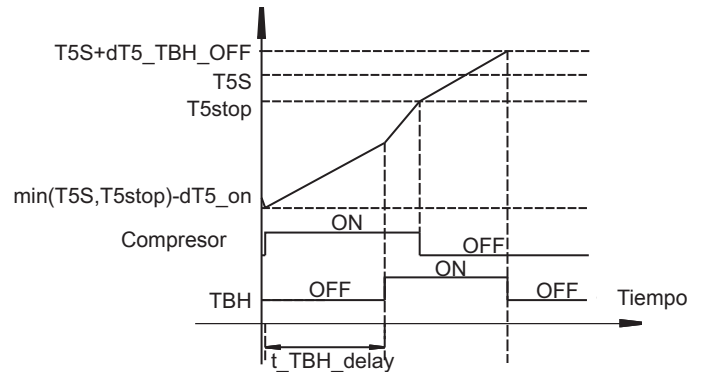 T5S+dT5_TBH_OFF
T5S
T5stop
min(T5S,T5stop)-dT5_on
ON
Compresor
OFF
ON
TBH
OFF
OFF
Tiempo
t_TBH_delay